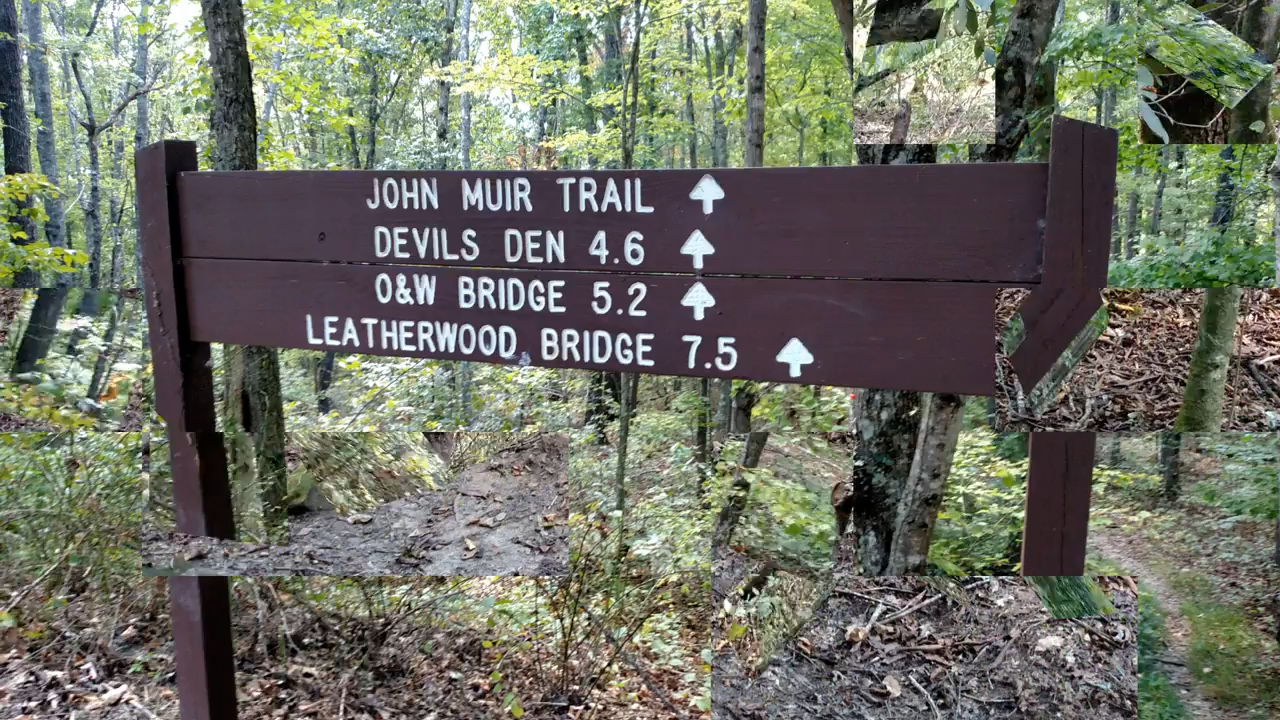 JOHN MUIR TRAIL
DEVILS DEN 4.6
O&W BRIDGE 5.2
LEATHERWOOD BRIDGE 7.5